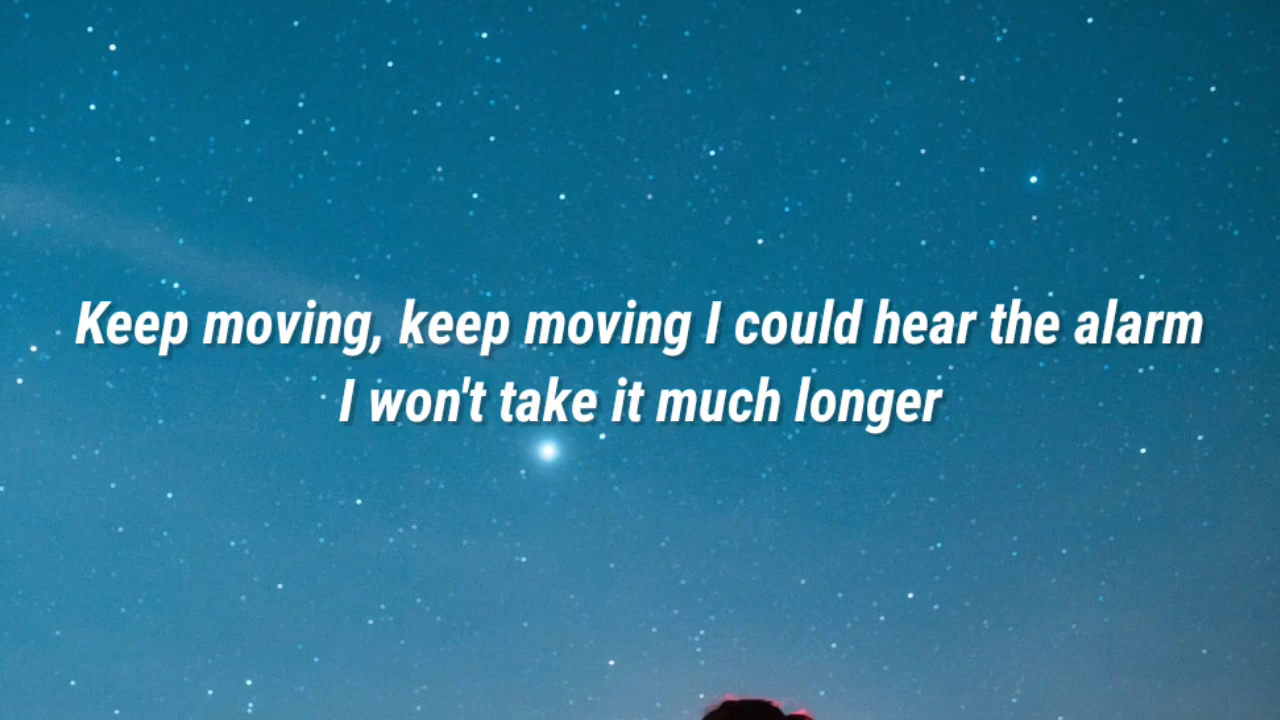 Keep moving, keep moving I could hear the alarm
I won't take it much longer